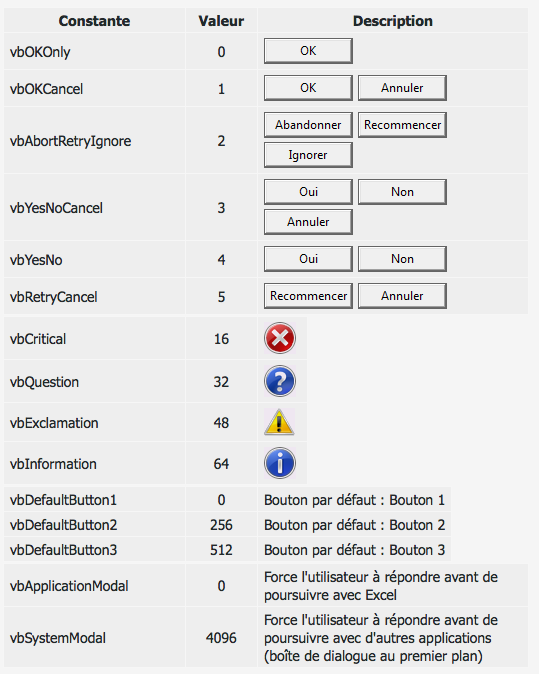 Constante Valeur Description
vbOKOnly 0 OK
vbOKCancel 1 OK Annuler
vbAbortRetryIgnore 2 Abandonner Recommencer
Ignorer
vbYesNoCancel 3 Oui Non
Annuler
vbYesNo 4 Oui Non
vbRetryCancel 5 Recommencer Annuler
vbCritical 16
vbQuestion 32
vbExclamation 48
vbInformation 64
vbDefaultButton1 0 Bouton par défaut : Bouton 1
vbDefaultButton2 256 Bouton par défaut : Bouton 2
vbDefaultButton3 512 Bouton par défaut : Bouton 3
vbApplicationModal 0 Force l'utilisateur à répondre avant de
poursuivre avec Excel
vbSystemModal 4096 Force l'utilisateur à répondre avant de
poursuivre avec d'autres applications
(boîte de dialogue au premier plan)